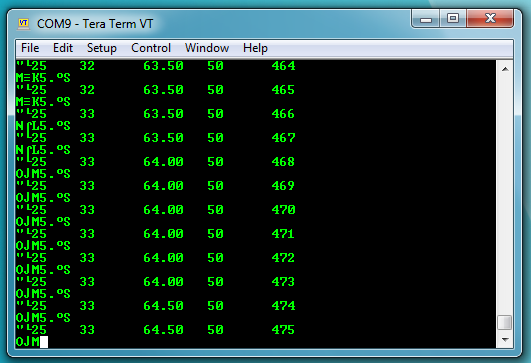 COM9 - Tera Term VT
File Edit Setup Control Window Help
"└25 32 63.50 50 464
M≡K5.ºS
"└25 32 63.50 50 465
M≡K5.ºS
"└25 33 63.50 50 466
N⌠L5.ºS
"└25 33 63.50 50 467
N⌠L5.ºS
"└25 33 64.00 50 468
OJM5.ºS
"└25 33 64.00 50 469
OJM5.ºS
"└25 33 64.00 50 470
OJM5.ºS
"└25 33 64.00 50 471
OJM5.ºS
"└25 33 64.00 50 472
OJM5.ºS
"└25 33 64.00 50 473
OJM5.ºS
"└25 33 64.50 50 474
OJM5.ºS
"└25 33 64.50 50 475
OJM